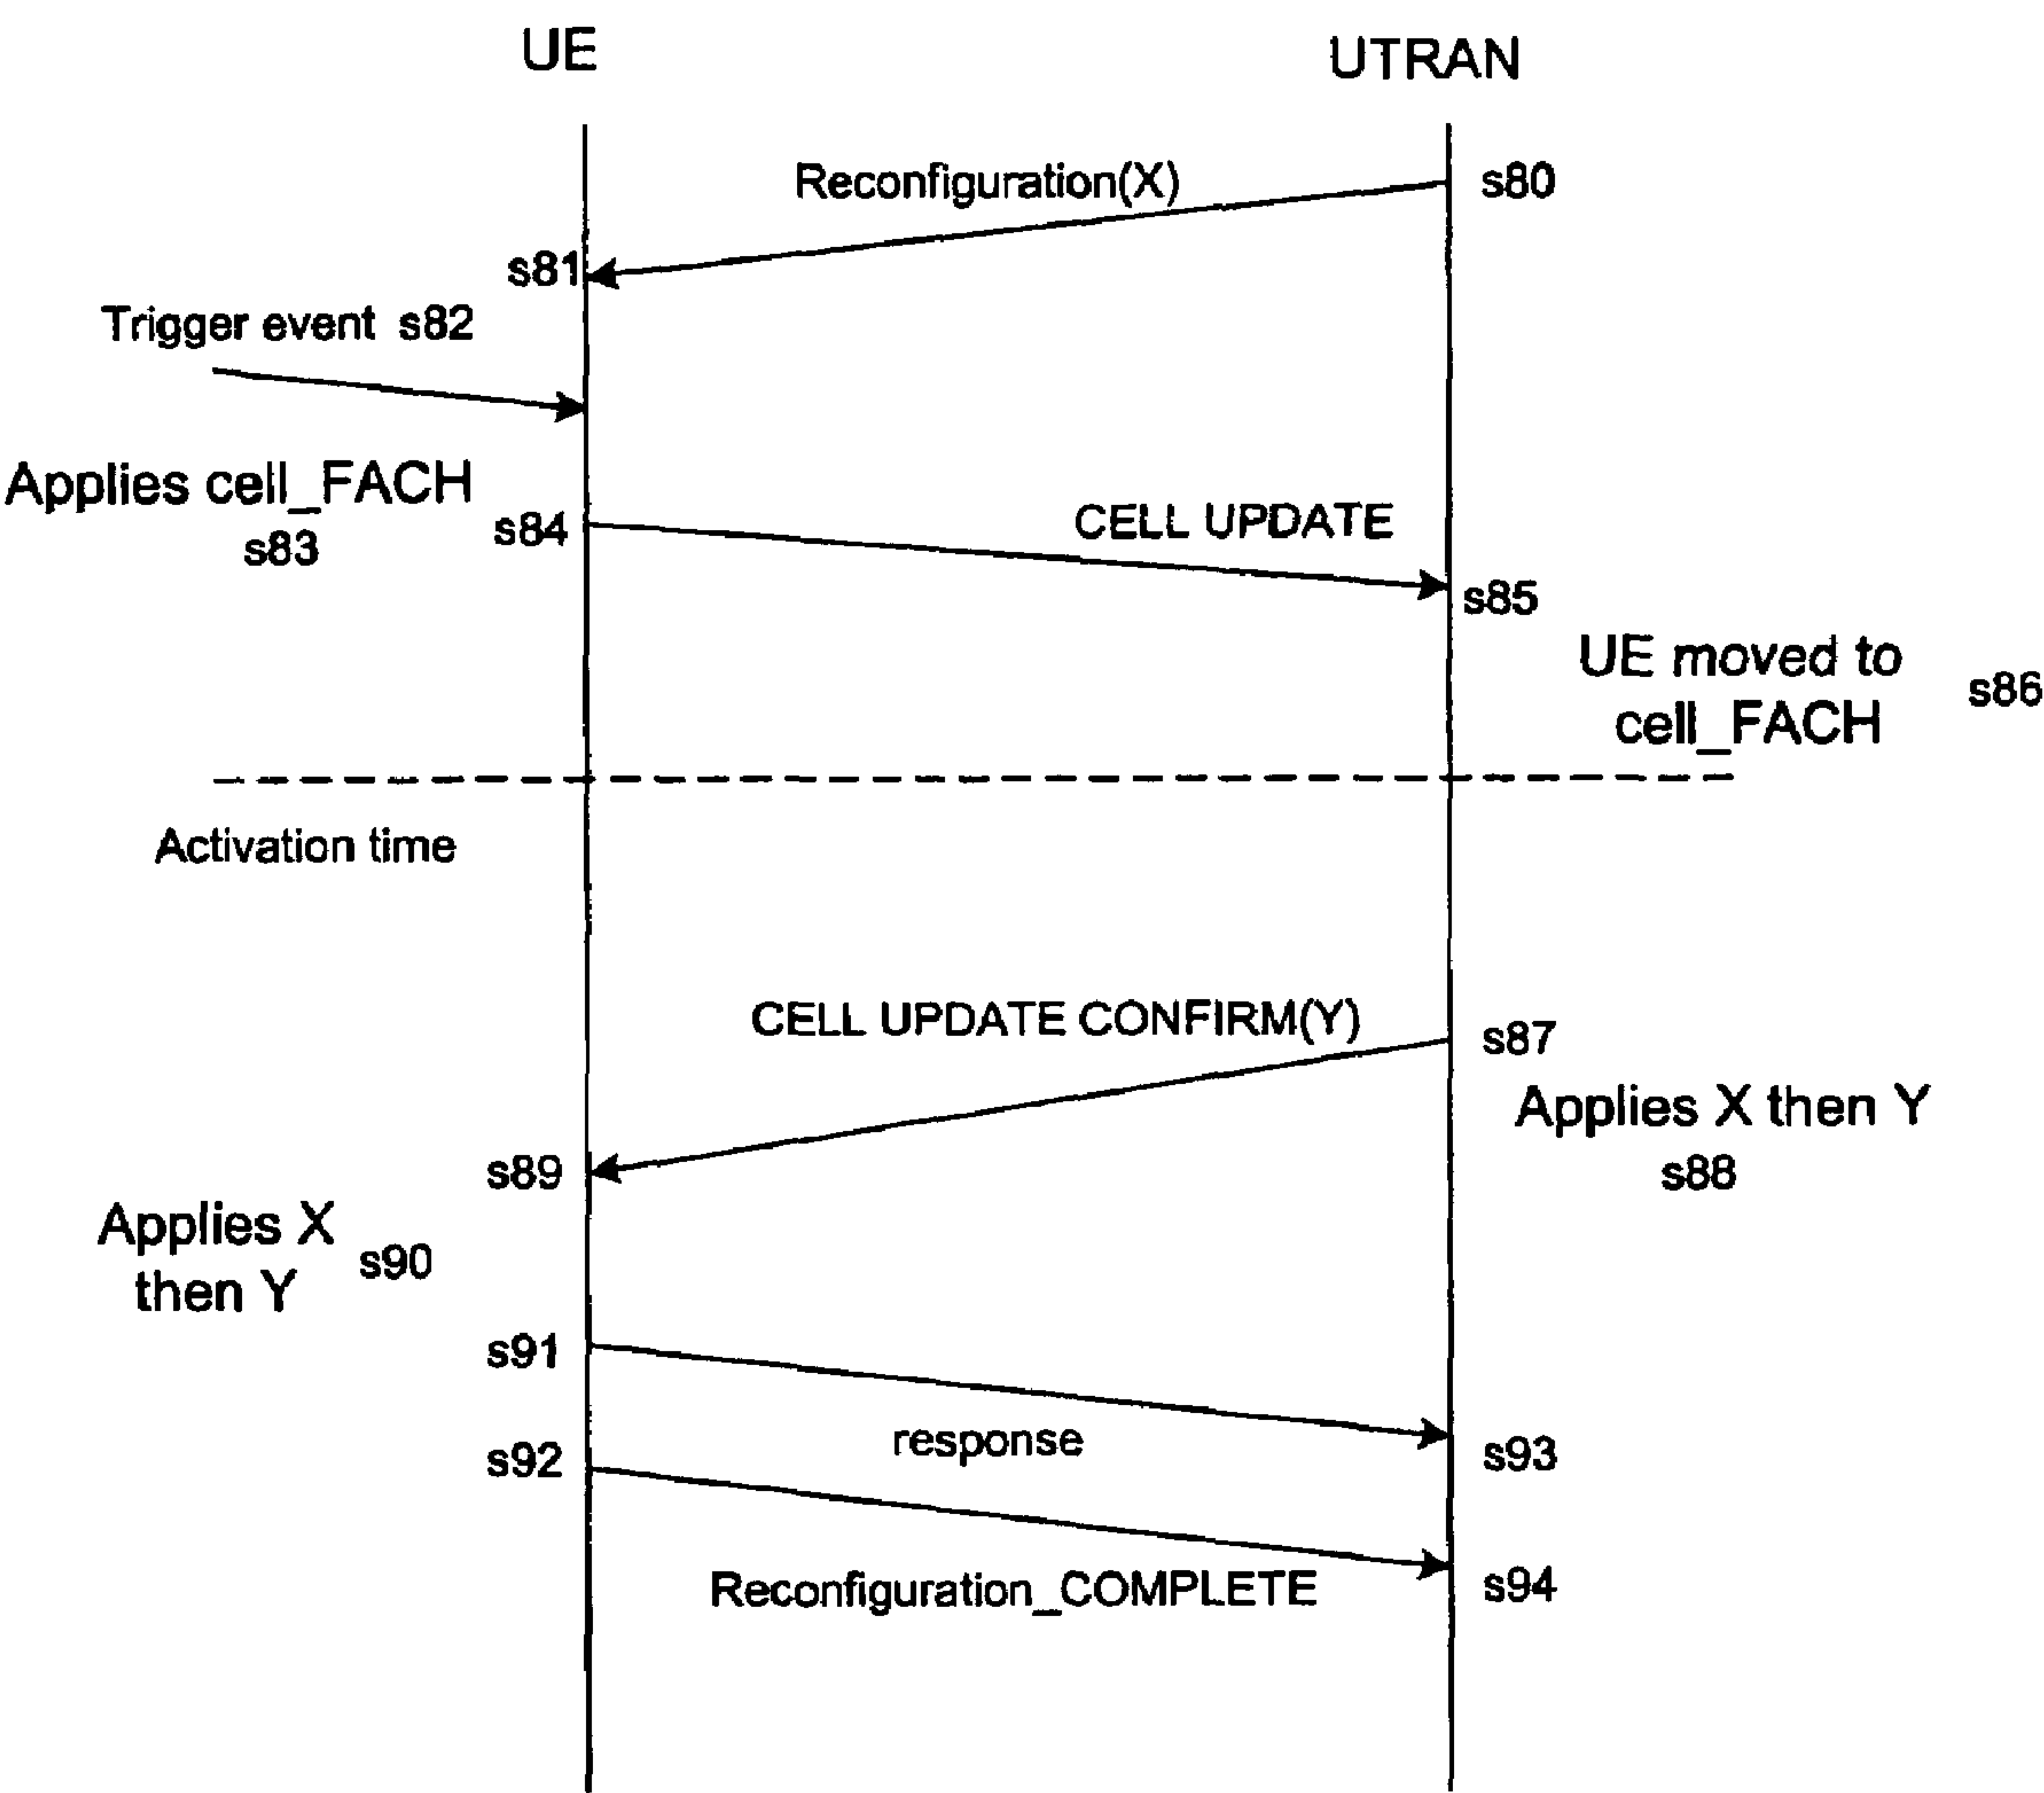 UE
UTRAN
Reconfiguration(X)
s80
s81
Trigger event s82
Applies cell_FACH
s83
s84
CELL UPDATE
s85
UE moved to
cell_FACH
s86
Activation time
CELL UPDATE CONFIRM(Y)
s87
Applies X then Y
s88
s89
Applies X
then Y
s90
s91
response
s93
s92
Reconfiguration_COMPLETE
s94